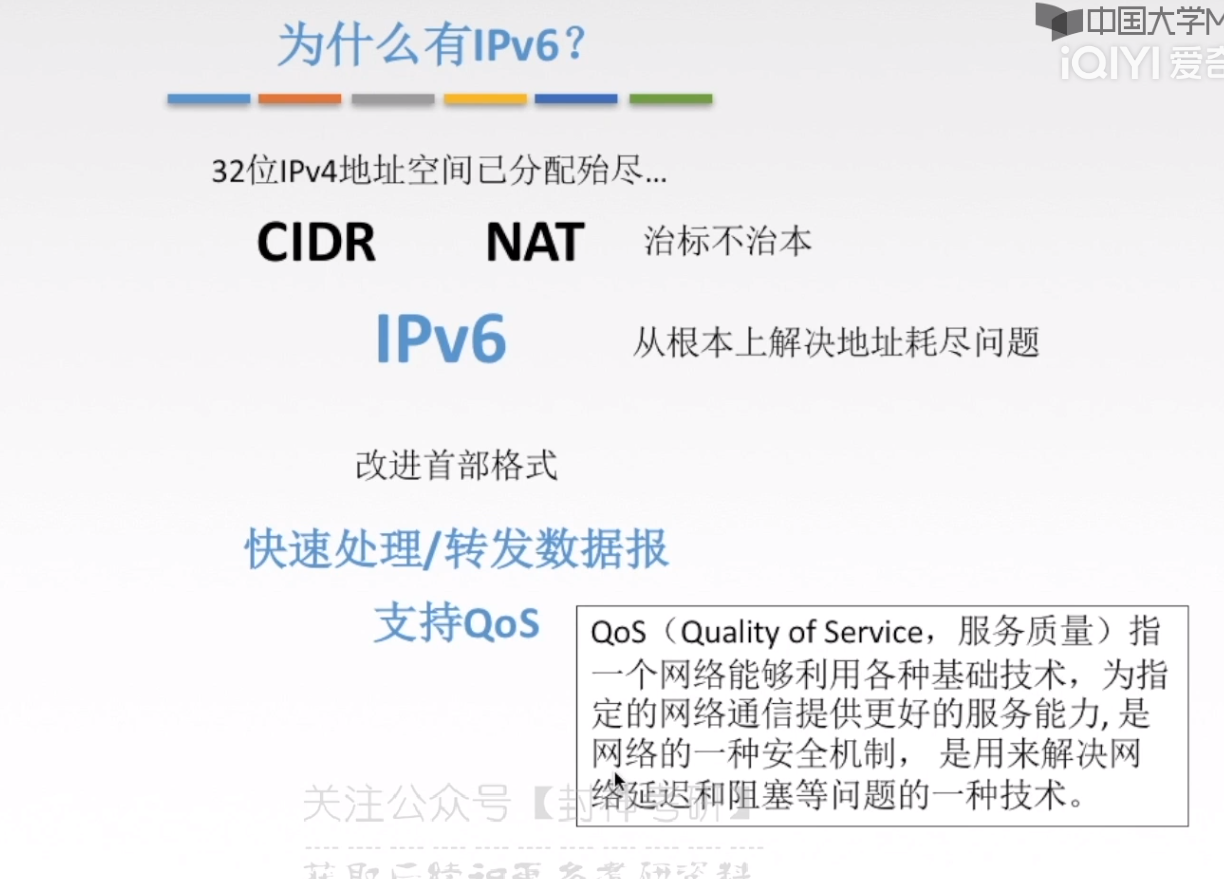 中国大学M
iQIYI 爱奇
为什么有IPv6？
32位IPv4地址空间已分配殆尽...
CIDR NAT 治标不治本
IPv6 从根本上解决地址耗尽问题
改进首部格式
快速处理/转发数据报
支持QoS
QoS（Quality of Service，服务质量）指
一个网络能够利用各种基础技术，为指
定的网络通信提供更好的服务能力, 是
网络的一种安全机制， 是用来解决网
络延迟和阻塞等问题的一种技术。
关注公众号【封神考研】